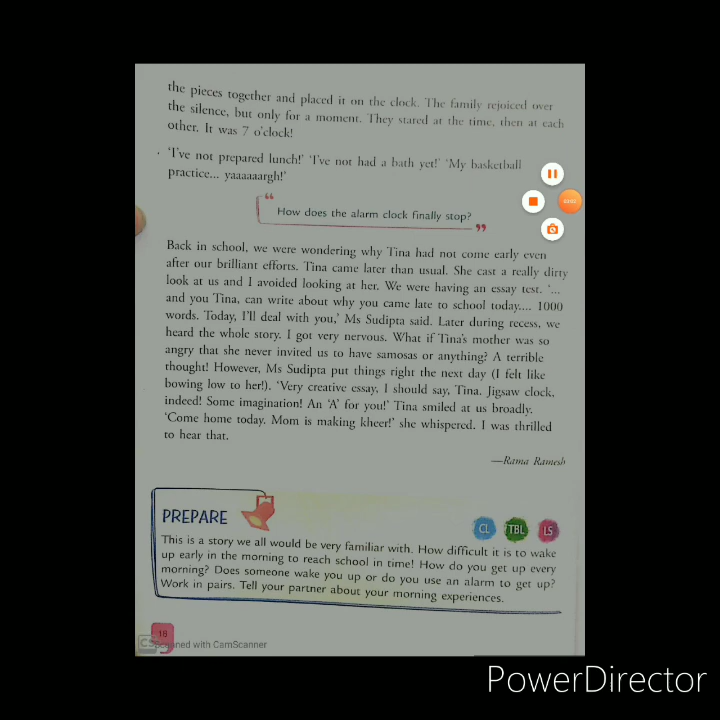 the pieces together and placed it on the clock. The family rejoiced over
the silence, but only for a moment. They stared at the time, then at each
other. It was 7 o'clock!
'I've not prepared lunch!' 'I've not had a bath yet!' 'My basketball
practice... yaaaaaargh!'
“
How does the alarm clock finally stop?
”
Back in school, we were wondering why Tina had not come early even
after our brilliant efforts. Tina came later than usual. She cast a really dirty
look at us and I avoided looking at her. We were having an essay test. '...
and you Tina, can write about why you came late to school today.... 1000
words. Today, I'll deal with you,' Ms Sudipta said. Later during recess, we
heard the whole story. I got very nervous. What if Tina's mother was so
angry that she never invited us to have samosas or anything? A terrible
thought! However, Ms Sudipta put things right the next day (I felt like
bowing low to her!). 'Very creative essay, I should say, Tina. Jigsaw clock,
indeed! Some imagination! An 'A' for you!' Tina smiled at us broadly.
'Come home today. Mom is making kheer!' she whispered. I was thrilled
to hear that.
—Rama Ramesh
PREPARE
CL TBL LS
This is a story we all would be very familiar with. How difficult it is to wake
up early in the morning to reach school in time! How do you get up every
morning? Does someone wake you up or do you use an alarm to get up?
Work in pairs. Tell your partner about your morning experiences.
18
CS Scanned with CamScanner
PowerDirector